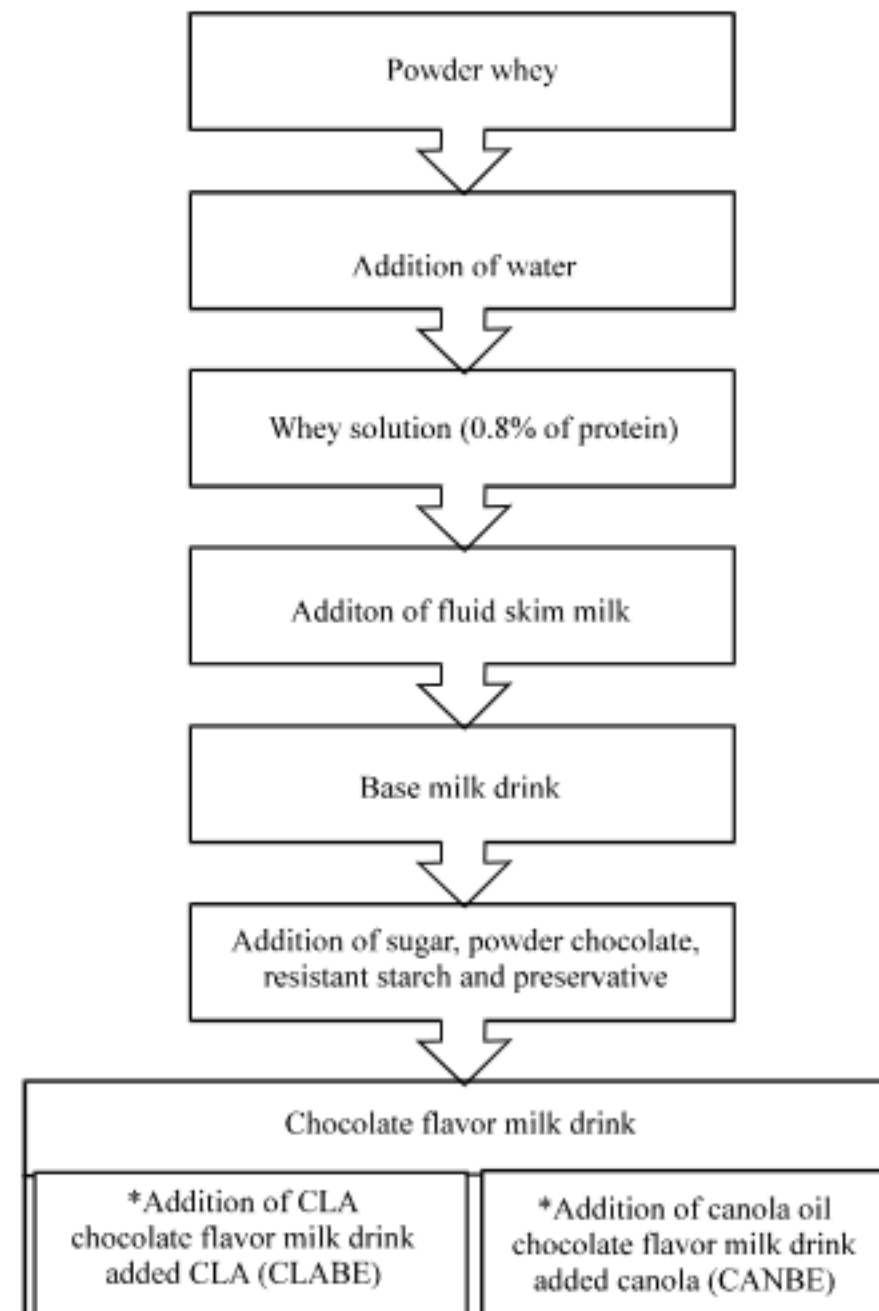 Powder whey
Addition of water
Whey solution (0.8% of protein)
Additon of fluid skim milk
Base milk drink
Addition of sugar, powder chocolate,
resistant starch and preservative
Chocolate flavor milk drink
*Addition of CLA
chocolate flavor milk drink
added CLA (CLABE)
*Addition of canola oil
chocolate flavor milk drink
added canola (CANBE)